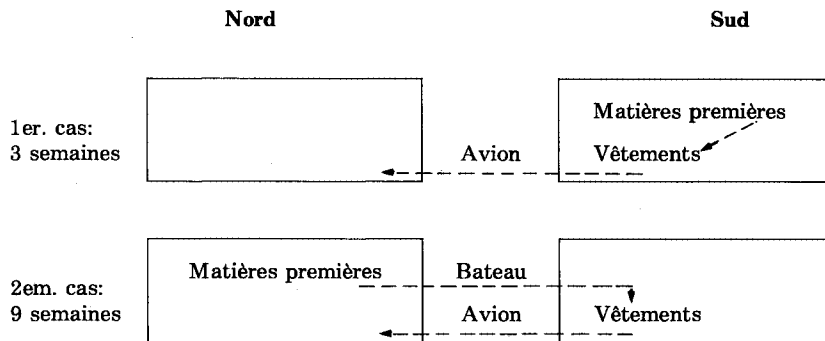 Nord Sud
Matières premières
1er. cas:
3 semaines Avion Vêtements
Matières premières Bateau
2em. cas:
9 semaines Avion Vêtements